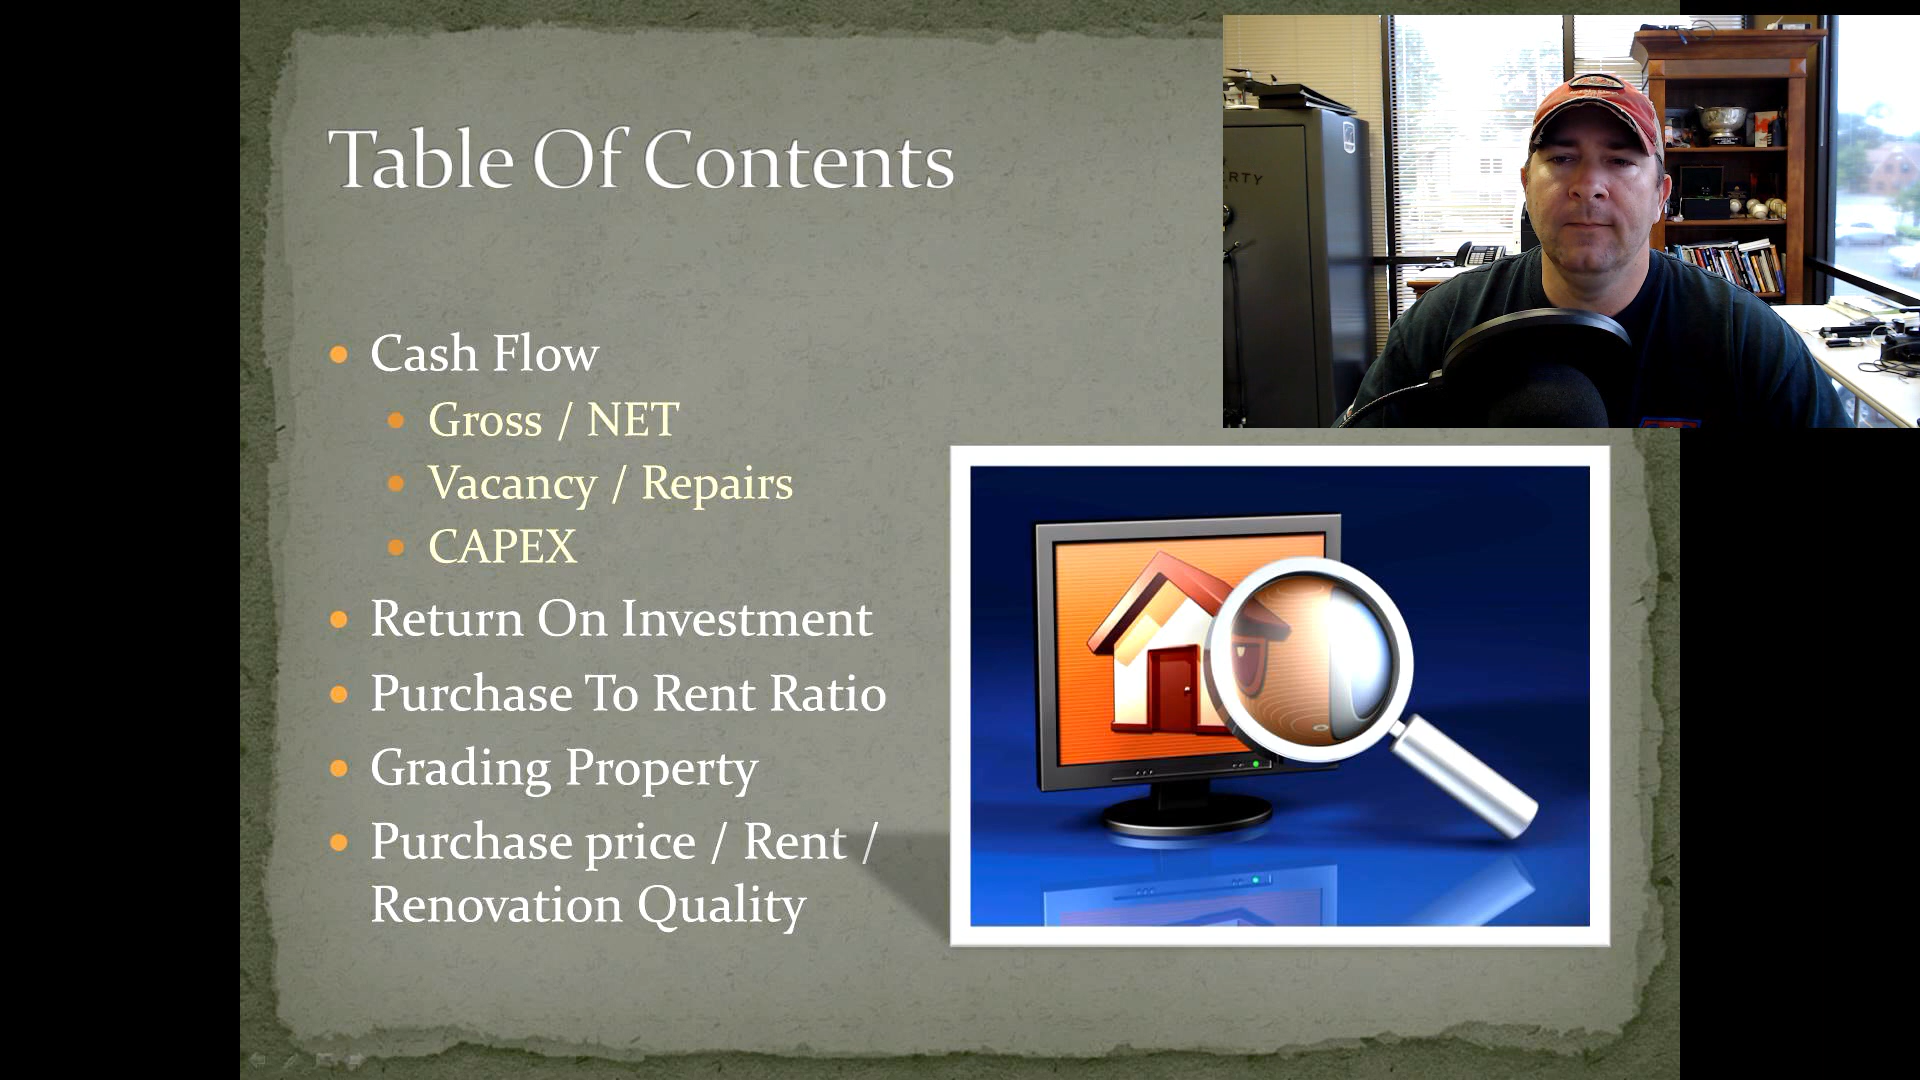 Table Of Contents
Cash Flow
Gross / NET
Vacancy / Repairs
CAPEX
Return On Investment
Purchase To Rent Ratio
Grading Property
Purchase price / Rent /
Renovation Quality
RTY